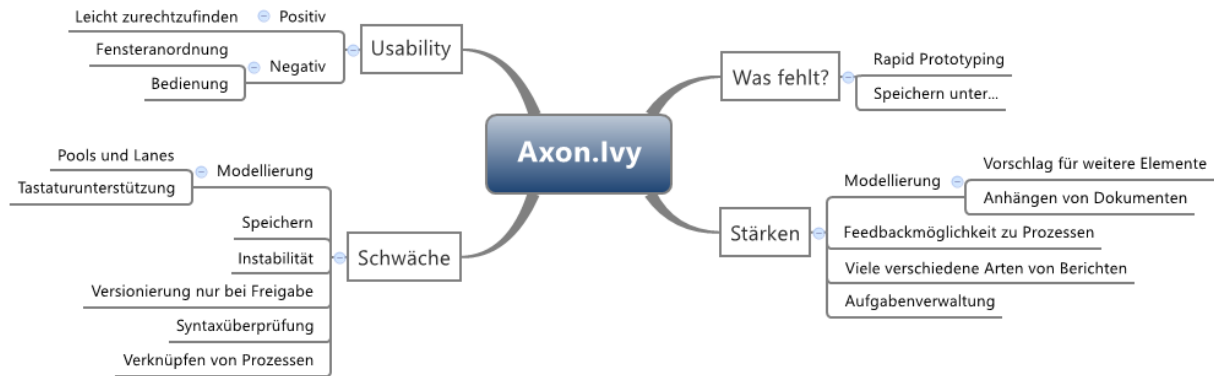 Axon.Ivy
Usability
Positiv
Leicht zurechtzufinden
Negativ
Fensteranordnung
Bedienung
Schwäche
Modellierung
Pools und Lanes
Tastaturunterstützung
Speichern
Instabilität
Versionierung nur bei Freigabe
Syntaxüberprüfung
Verknüpfen von Prozessen
Was fehlt?
Rapid Prototyping
Speichern unter...
Stärken
Modellierung
Vorschlag für weitere Elemente
Anhängen von Dokumenten
Feedbackmöglichkeit zu Prozessen
Viele verschiedene Arten von Berichten
Aufgabenverwaltung